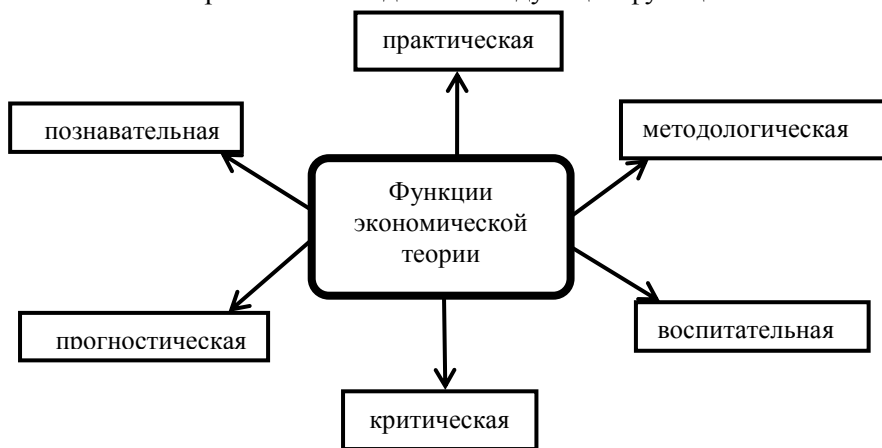 практическая
познавательная
методологическая
Функции
экономической
теории
прогностическая
воспитательная
критическая